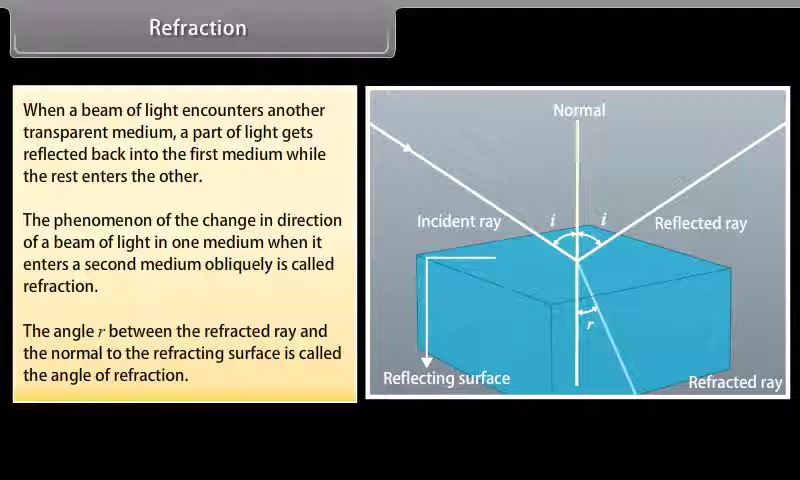 Refraction
When a beam of light encounters another
transparent medium, a part of light gets
reflected back into the first medium while
the rest enters the other.
The phenomenon of the change in direction
of a beam of light in one medium when it
enters a second medium obliquely is called
refraction.
The angle r between the refracted ray and
the normal to the refracting surface is called
the angle of refraction.
Normal
Incident ray
i
i
Reflected ray
r
Reflecting surface
Refracted ray